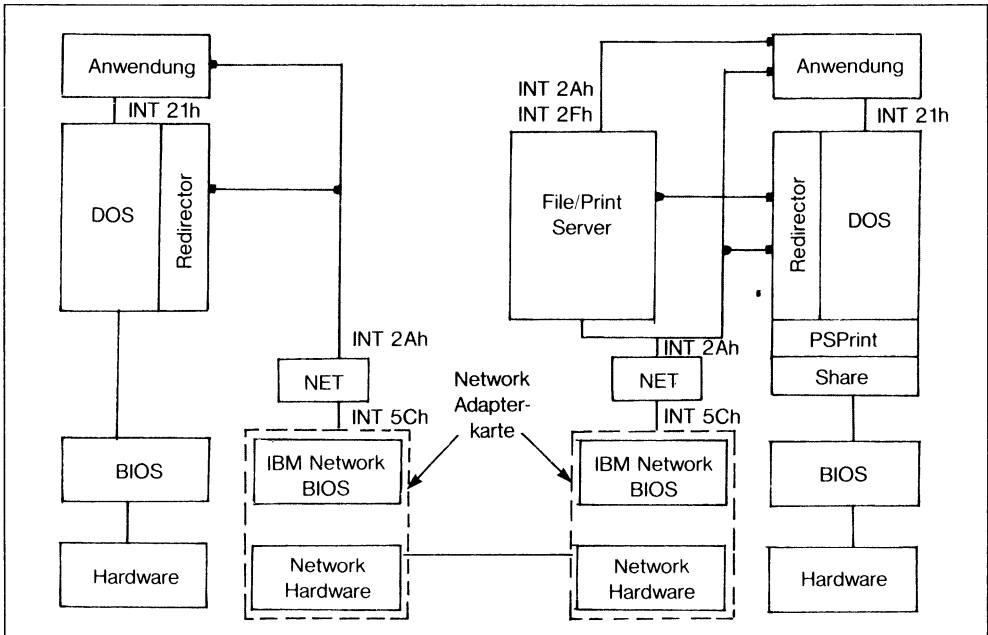 Anwendung
INT 21h
DOS
Redirector
INT 2Ah
NET
INT 5Ch
BIOS
IBM Network
BIOS
Hardware
Network
Hardware
Network
Adapter-
karte
INT 2Ah
INT 2Fh
File/Print
Server
Anwendung
INT 21h
Redirector
DOS
PSPrint
Share
INT 2Ah
NET
INT 5Ch
IBM Network
BIOS
BIOS
Network
Hardware
Hardware